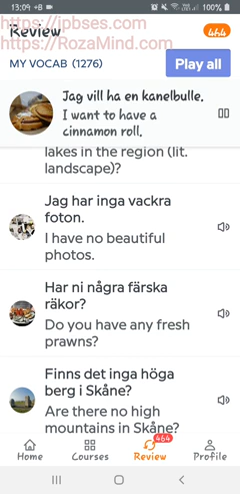 13:09 +B
100%
https://jpbses.com
Review
464
https://RozaMind.com
MY VOCAB (1276)
Play all
Jag vill ha en kanelbulle.
I want to have a
cinnamon roll.
lakes in the region (lit.
landscape)?
Jag har inga vackra
foton.
I have no beautiful
photos.
Har ni några färska
räkor?
Do you have any fresh
prawns?
Finns det inga höga
berg i Skåne?
Are there no high
mountains in Skåne?
464
Home
Courses
Review
Profile